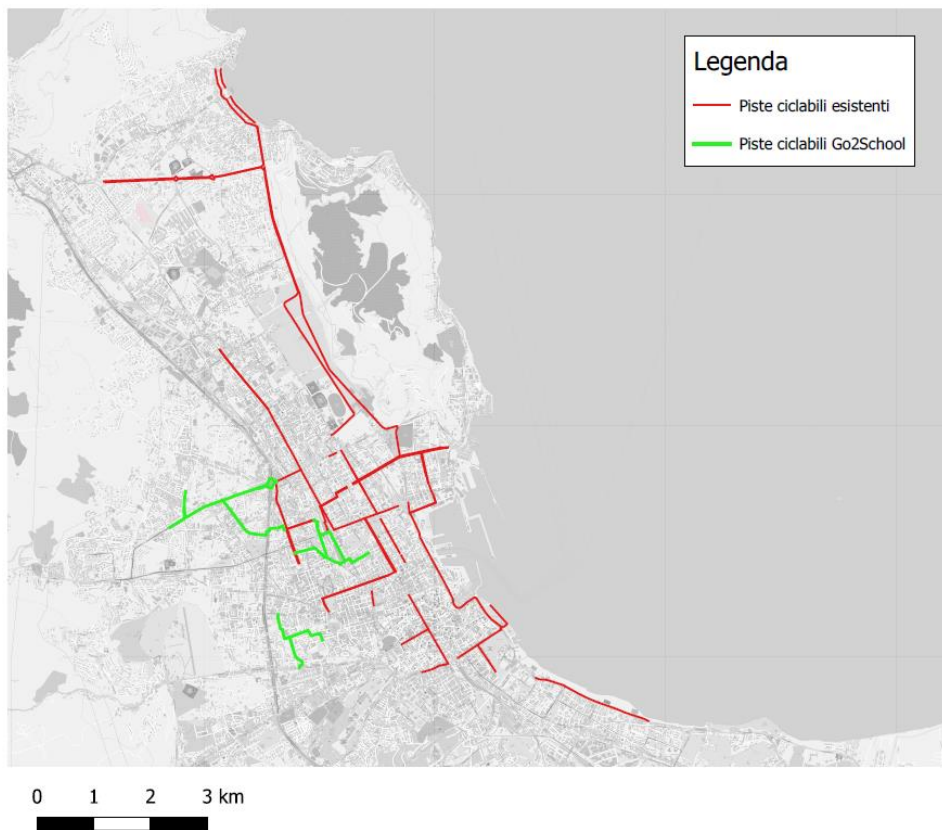 Legenda
Piste ciclabili esistenti
Piste ciclabili Go2School
0 1 2 3 km